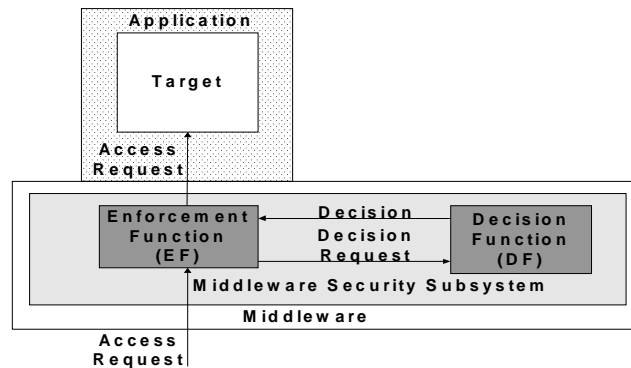 Application
Target
Access
Request
Enforcement
Function
(EF)
Decision
Decision
Request
Decision
Function
(DF)
Middleware Security Subsystem
Middleware
Access
Request